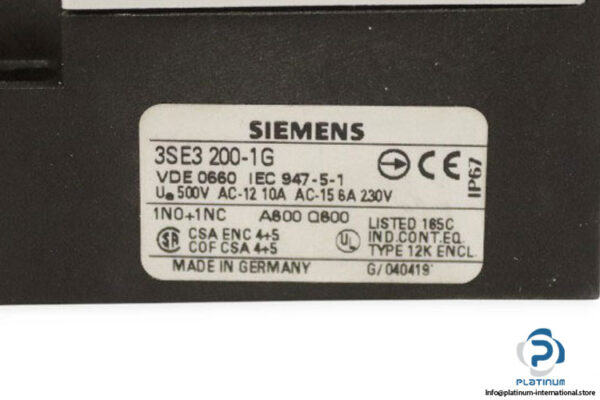 SIEMENS
3SE3 200-1G
VDE 0660 IEC 947-5-1
Ue 500V AC-12 10A AC-15 6A 230V
IP67
1NO+1NC A600 Q600
CSA ENC 4+5
COF CSA 4+5
LISTED 165C
IND.CONT.EQ.
TYPE 12K ENCL.
MADE IN GERMANY G/040419
PLATINUM
info@platinum-international.store